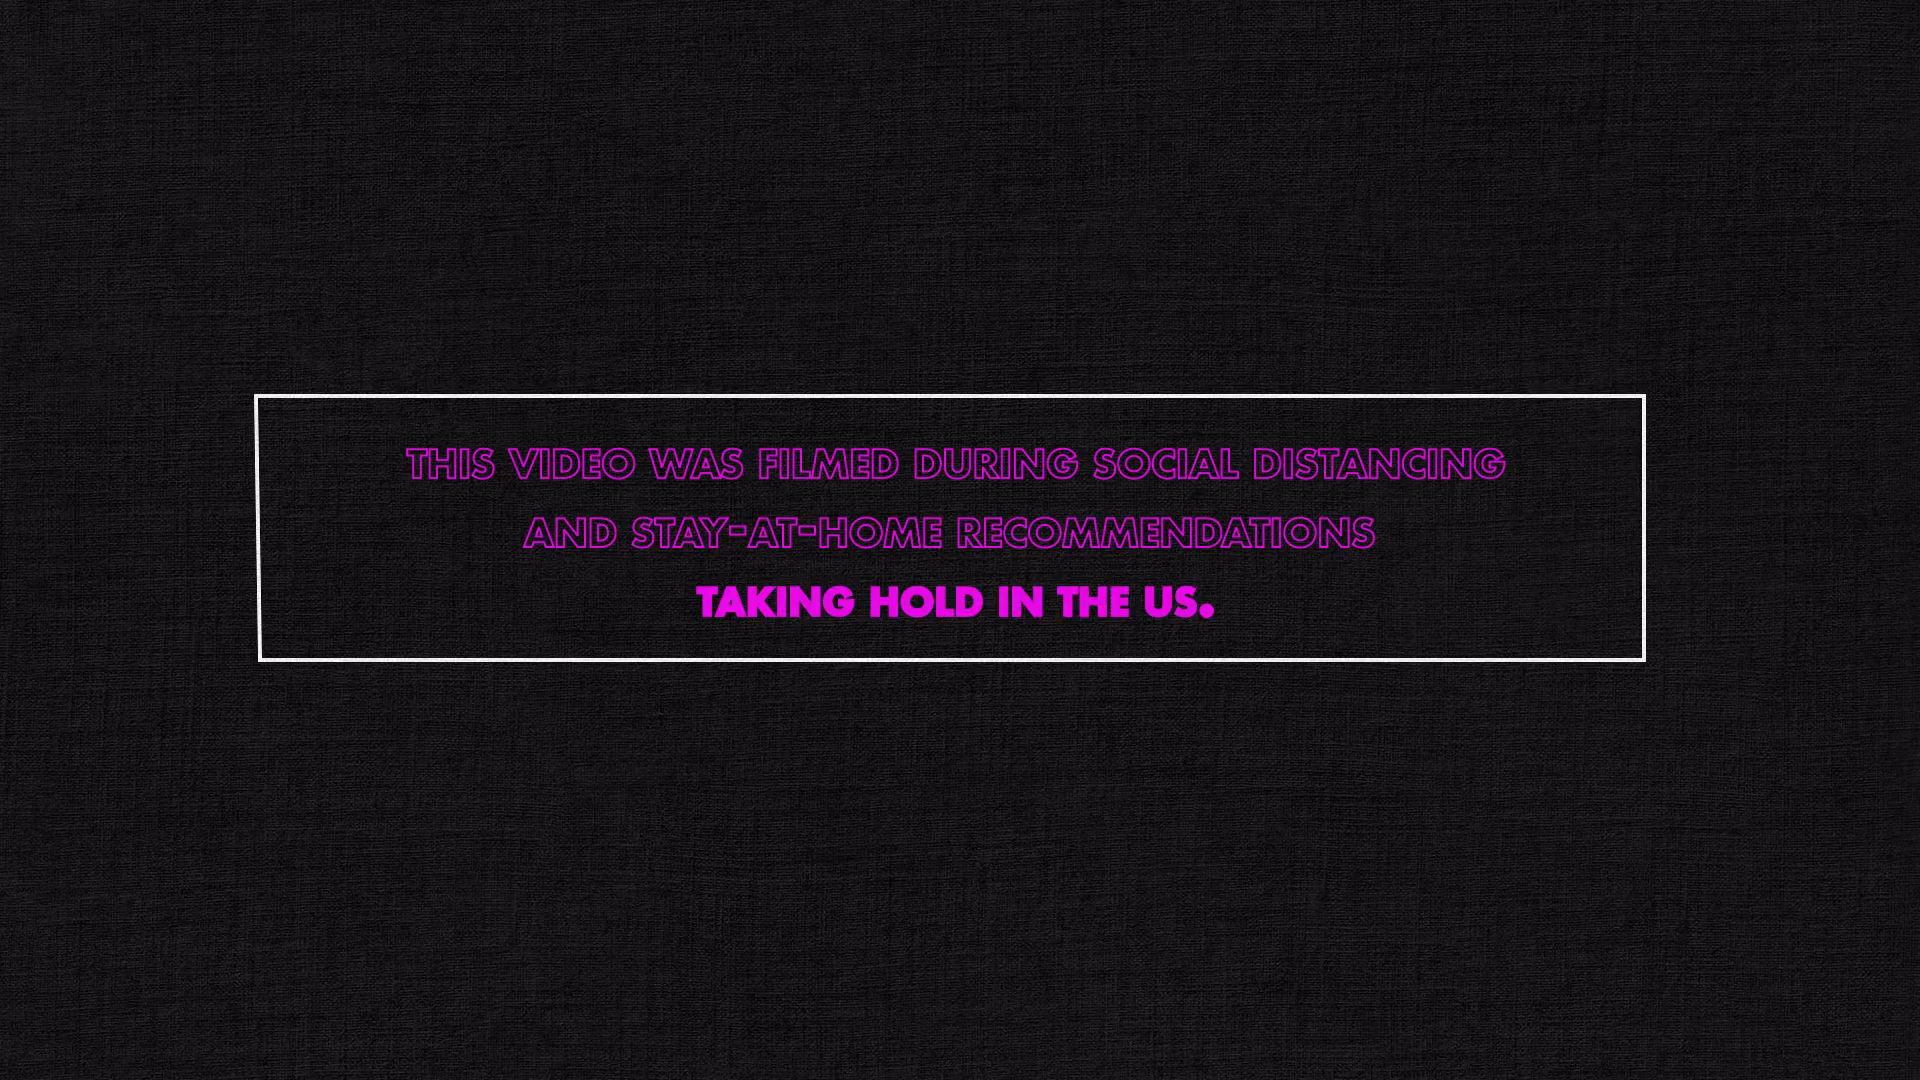 THIS VIDEO WAS FILMED DURING SOCIAL DISTANCING
AND STAY-AT-HOME RECOMMENDATIONS
TAKING HOLD IN THE US.